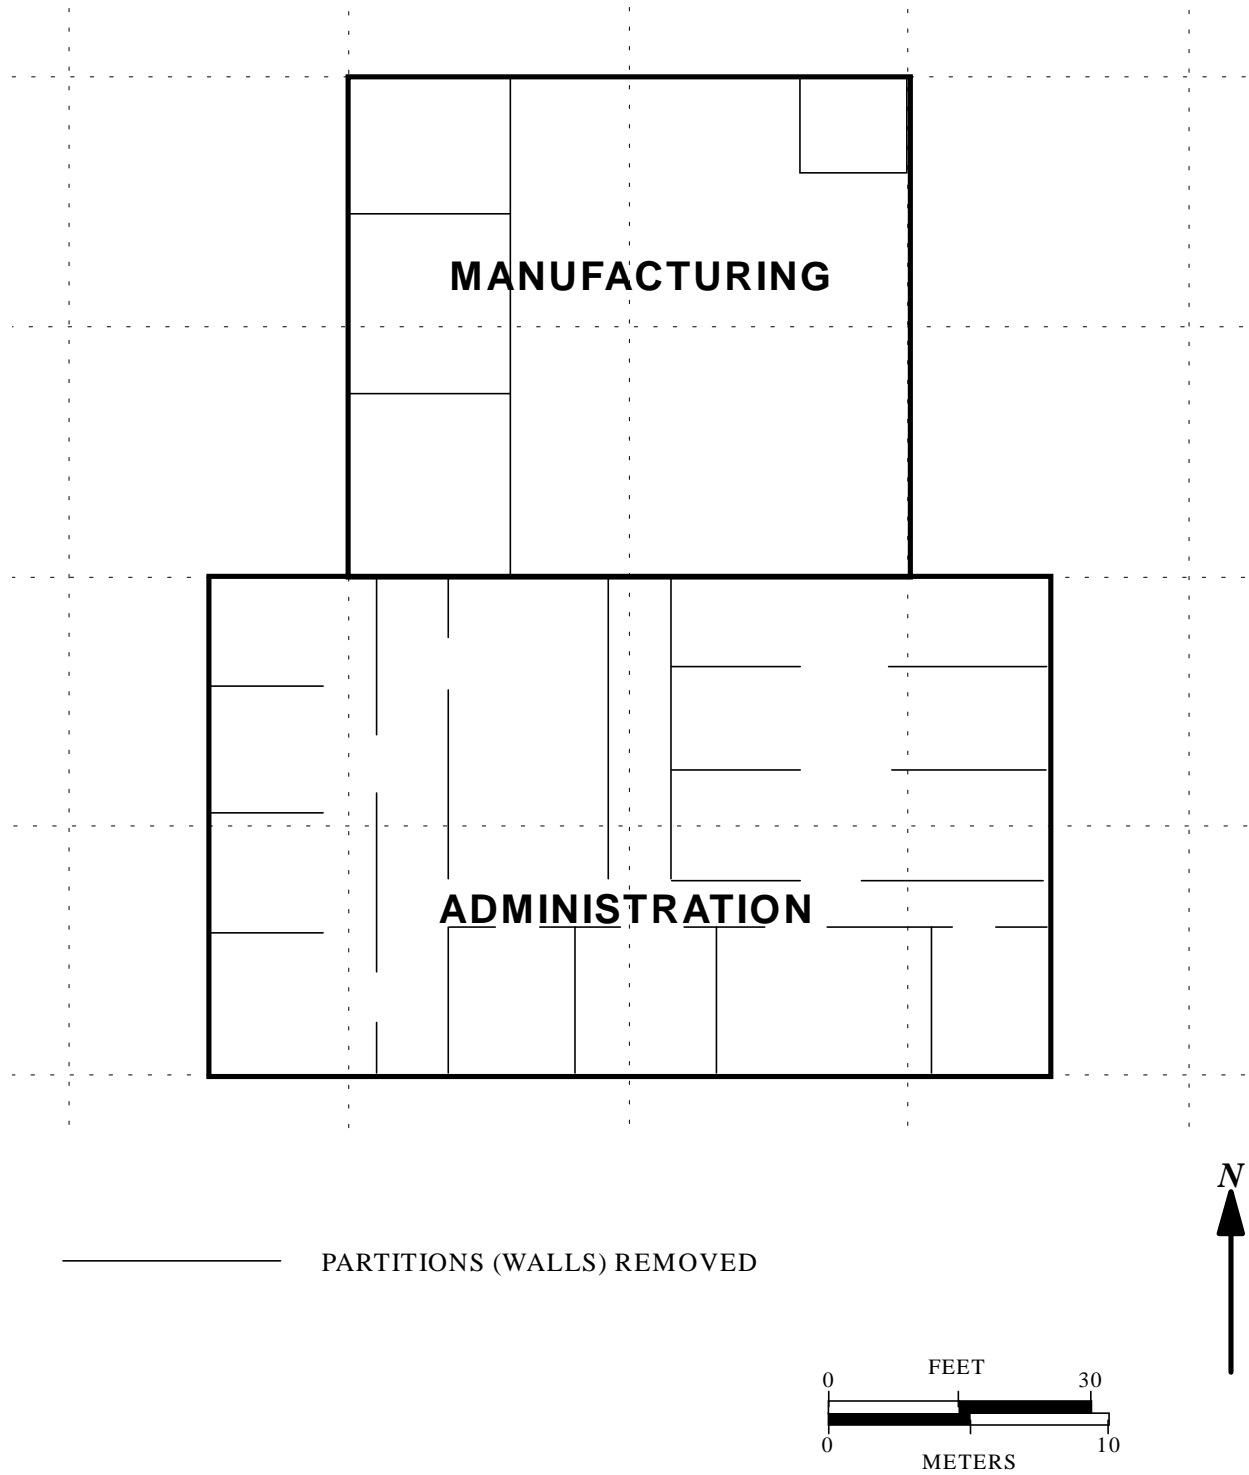 MANUFACTURING
ADMINISTRATION
N
PARTITIONS (WALLS) REMOVED
FEET
0 30
0 10
METERS